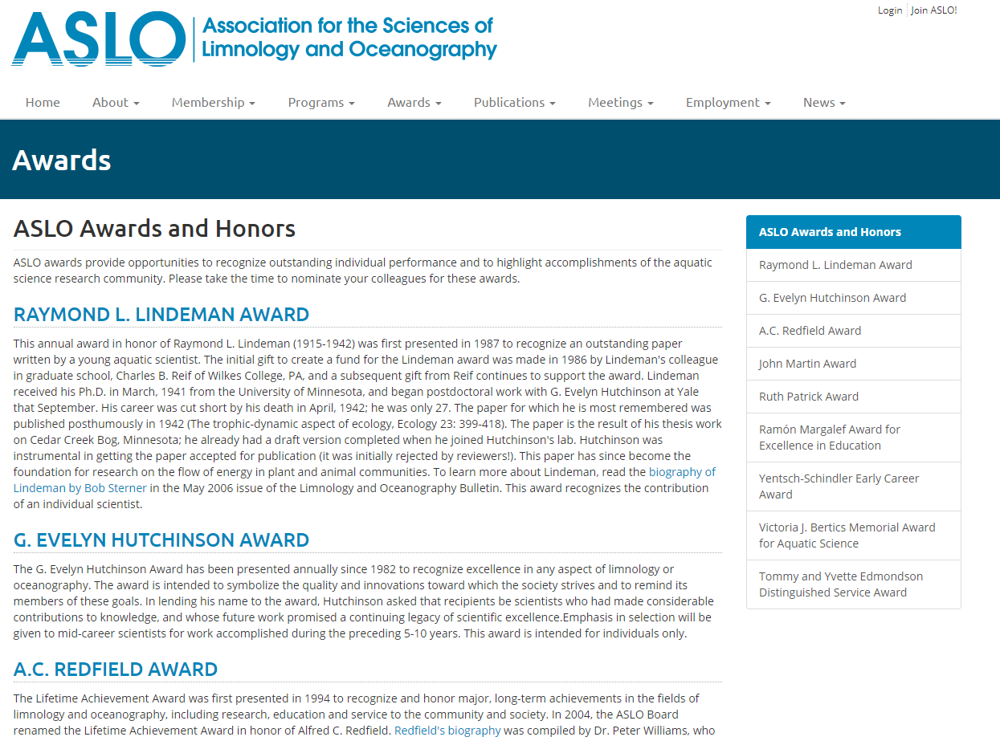 Login Join ASLO!
ASLO Association for the Sciences of
Limnology and Oceanography
Home About Membership Programs Awards Publications Meetings Employment News
Awards
ASLO Awards and Honors
ASLO awards provide opportunities to recognize outstanding individual performance and to highlight accomplishments of the aquatic
science research community. Please take the time to nominate your colleagues for these awards.
RAYMOND L. LINDEMAN AWARD
This annual award in honor of Raymond L. Lindeman (1915-1942) was first presented in 1987 to recognize an outstanding paper
written by a young aquatic scientist. The initial gift to create a fund for the Lindeman award was made in 1986 by Lindeman's colleague
in graduate school, Charles B. Reif of Wilkes College, PA, and a subsequent gift from Reif continues to support the award. Lindeman
received his Ph.D. in March, 1941 from the University of Minnesota, and began postdoctoral work with G. Evelyn Hutchinson at Yale
that September. His career was cut short by his death in April, 1942; he was only 27. The paper for which he is most remembered was
published posthumously in 1942 (The trophic-dynamic aspect of ecology, Ecology 23: 399-418). The paper is the result of his thesis work
on Cedar Creek Bog, Minnesota; he already had a draft version completed when he joined Hutchinson's lab. Hutchinson was
instrumental in getting the paper accepted for publication (it was initially rejected by reviewers!). This paper has since become the
foundation for research on the flow of energy in plant and animal communities. To learn more about Lindeman, read the biography of
Lindeman by Bob Sterner in the May 2006 issue of the Limnology and Oceanography Bulletin. This award recognizes the contribution
of an individual scientist.
G. EVELYN HUTCHINSON AWARD
The G. Evelyn Hutchinson Award has been presented annually since 1982 to recognize excellence in any aspect of limnology or
oceanography. The award is intended to symbolize the quality and innovations toward which the society strives and to remind its
members of these goals. In lending his name to the award, Hutchinson asked that recipients be scientists who had made considerable
contributions to knowledge, and whose future work promised a continuing legacy of scientific excellence.Emphasis in selection will be
given to mid-career scientists for work accomplished during the preceding 5-10 years. This award is intended for individuals only.
A.C. REDFIELD AWARD
The Lifetime Achievement Award was first presented in 1994 to recognize and honor major, long-term achievements in the fields of
limnology and oceanography, including research, education and service to the community and society. In 2004, the ASLO Board
renamed the Lifetime Achievement Award in honor of Alfred C. Redfield. Redfield's biography was compiled by Dr. Peter Williams, who
ASLO Awards and Honors
Raymond L. Lindeman Award
G. Evelyn Hutchinson Award
A.C. Redfield Award
John Martin Award
Ruth Patrick Award
Ramón Margalef Award for
Excellence in Education
Yentsch-Schindler Early Career
Award
Victoria J. Bertics Memorial Award
for Aquatic Science
Tommy and Yvette Edmondson
Distinguished Service Award